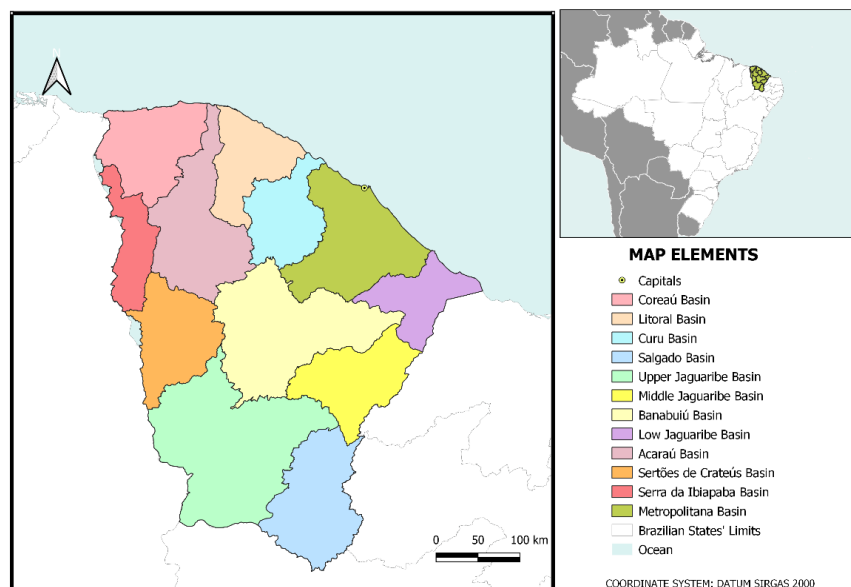 N
0 50 100 km
MAP ELEMENTS
Capitals
Coreaú Basin
Litoral Basin
Curu Basin
Salgado Basin
Upper Jaguaribe Basin
Middle Jaguaribe Basin
Banabuiú Basin
Low Jaguaribe Basin
Acaraú Basin
Sertões de Crateús Basin
Serra da Ibiapaba Basin
Metropolitana Basin
Brazilian States' Limits
Ocean
COORDINATE SYSTEM: DATUM SIRGAS 2000